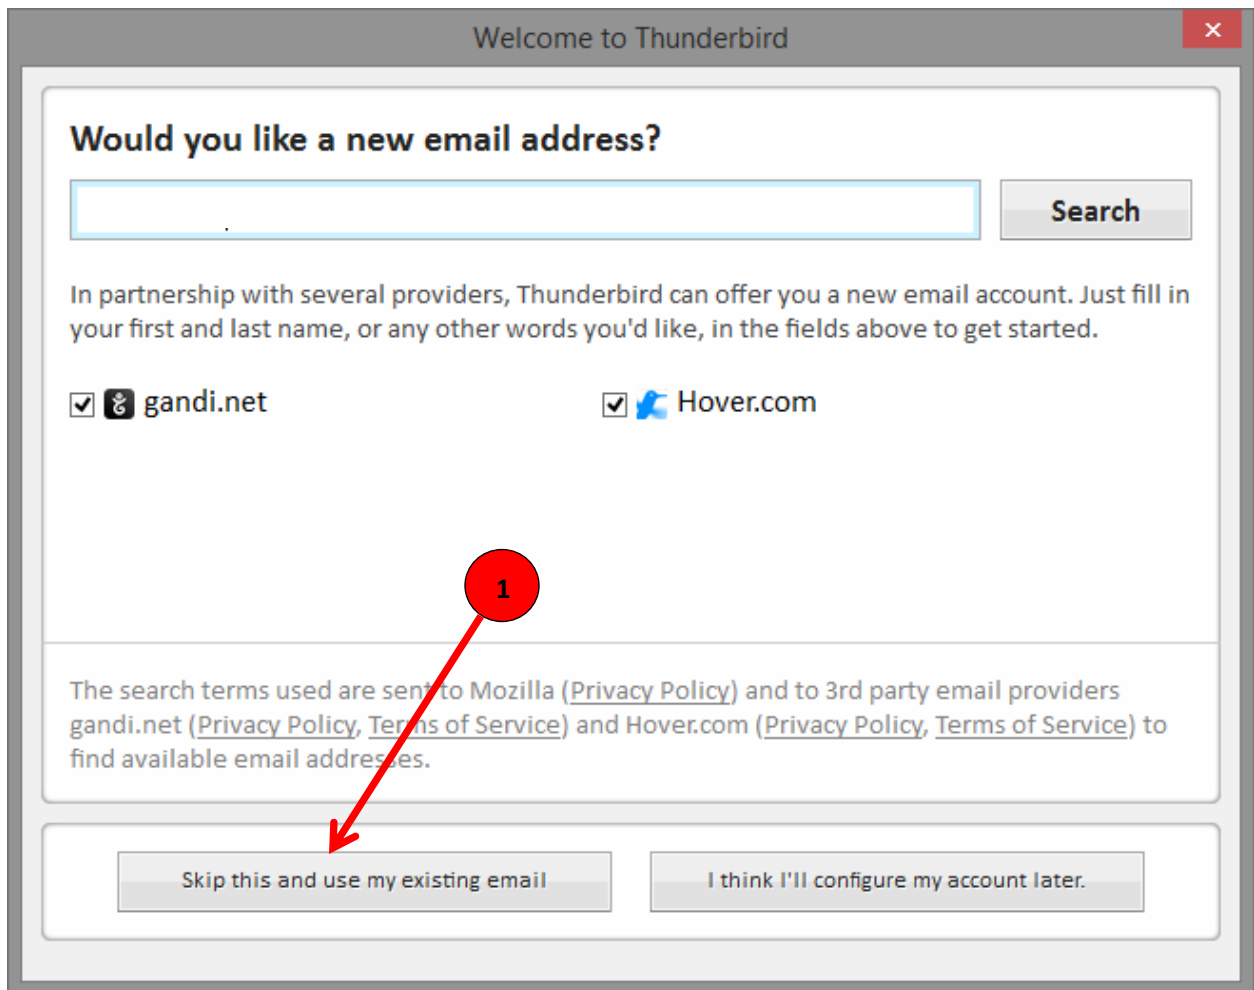 Welcome to Thunderbird
Would you like a new email address?
Search
In partnership with several providers, Thunderbird can offer you a new email account. Just fill in
your first and last name, or any other words you'd like, in the fields above to get started.
gandi.net
Hover.com
1
The search terms used are sent to Mozilla (Privacy Policy) and to 3rd party email providers
gandi.net (Privacy Policy, Terms of Service) and Hover.com (Privacy Policy, Terms of Service) to
find available email addresses.
Skip this and use my existing email
I think I'll configure my account later.